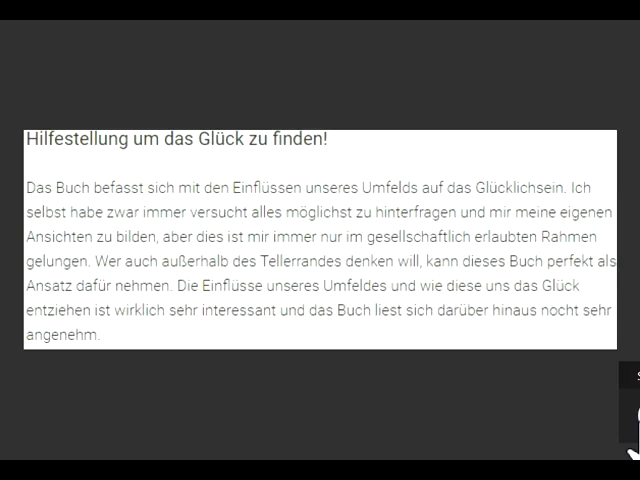 Hilfestellung um das Glück zu finden!
Das Buch befasst sich mit den Einflüssen unseres Umfelds auf das Glücklichsein. Ich
selbst habe zwar immer versucht alles möglichst zu hinterfragen und mir meine eigenen
Ansichten zu bilden, aber dies ist mir immer nur im gesellschaftlich erlaubten Rahmen
gelungen. Wer auch außerhalb des Tellerrandes denken will, kann dieses Buch perfekt als
Ansatz dafür nehmen. Die Einflüsse unseres Umfeldes und wie diese uns das Glück
entziehen ist wirklich sehr interessant und das Buch liest sich darüber hinaus nocht sehr
angenehm.